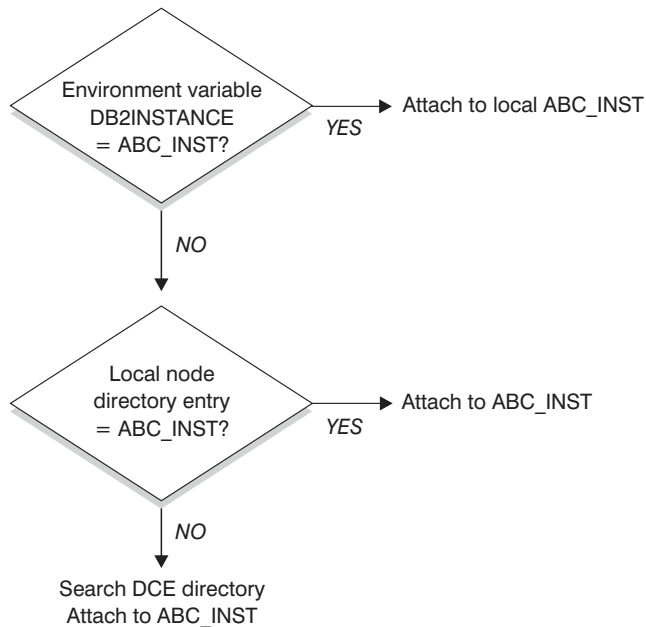 Environment variable
DB2INSTANCE
= ABC_INST?
YES
Attach to local ABC_INST
NO
Local node
directory entry
= ABC_INST?
YES
Attach to ABC_INST
NO
Search DCE directory
Attach to ABC_INST